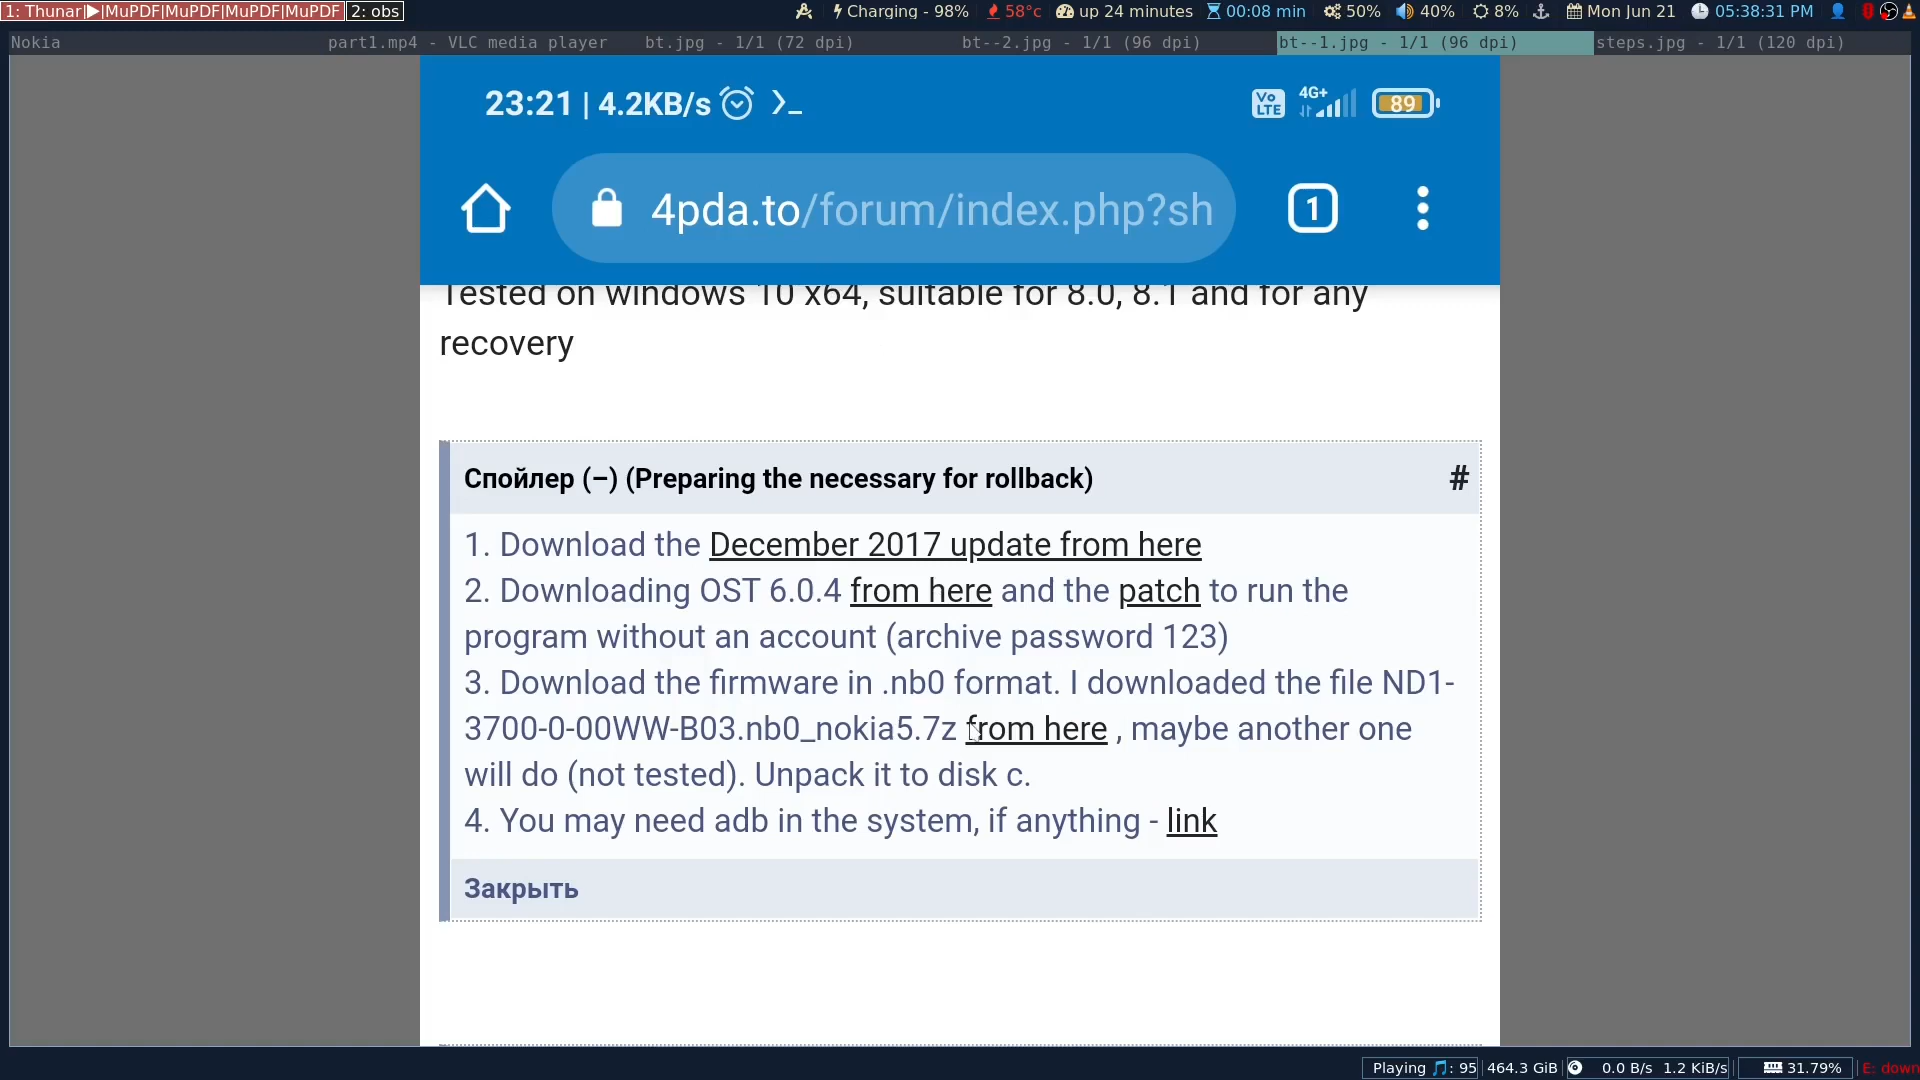 1: Thunar|▶|MuPDF|MuPDF|MuPDF|MuPDF 2: obs Charging - 98% 58°c up 24 minutes 00:08 min 50% 40% 8% Mon Jun 21 05:38:31 PM
Nokia part1.mp4 - VLC media player bt.jpg - 1/1 (72 dpi) bt--2.jpg - 1/1 (96 dpi) bt--1.jpg - 1/1 (96 dpi) steps.jpg - 1/1 (120 dpi)
23:21 | 4.2KB/s >_ Vo LTE 4G+ 89
4pda.to/forum/index.php?sh 1
Tested on windows 10 x64, suitable for 8.0, 8.1 and for any
recovery
Спойлер (–) (Preparing the necessary for rollback) #
1. Download the December 2017 update from here
2. Downloading OST 6.0.4 from here and the patch to run the
program without an account (archive password 123)
3. Download the firmware in .nb0 format. I downloaded the file ND1-
3700-0-00WW-B03.nb0_nokia5.7z from here , maybe another one
will do (not tested). Unpack it to disk c.
4. You may need adb in the system, if anything - link
Закрыть
Playing : 95 464.3 GiB 0.0 B/s 1.2 KiB/s 31.79% E: down